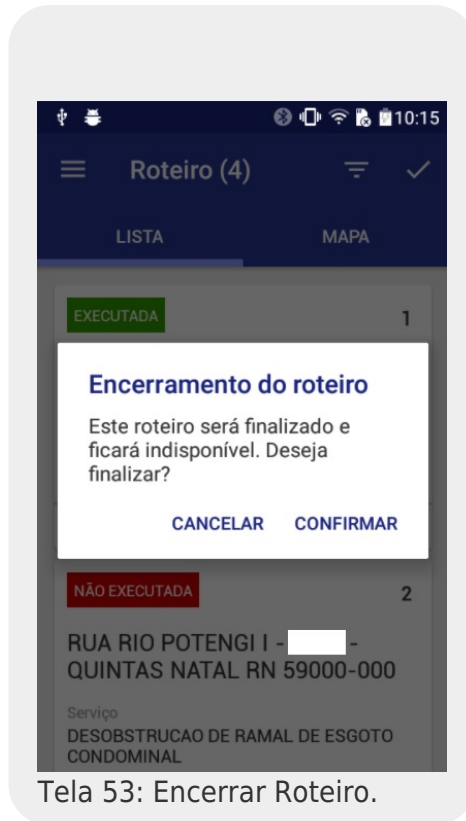 10:15
Roteiro (4)
LISTA MAPA
EXECUTADA 1
Encerramento do roteiro
Este roteiro será finalizado e
ficará indisponível. Deseja
finalizar?
CANCELAR CONFIRMAR
NÃO EXECUTADA 2
RUA RIO POTENGI I - -
QUINTAS NATAL RN 59000-000
Serviço
DESOBSTRUCAO DE RAMAL DE ESGOTO
CONDOMINAL
Tela 53: Encerrar Roteiro.